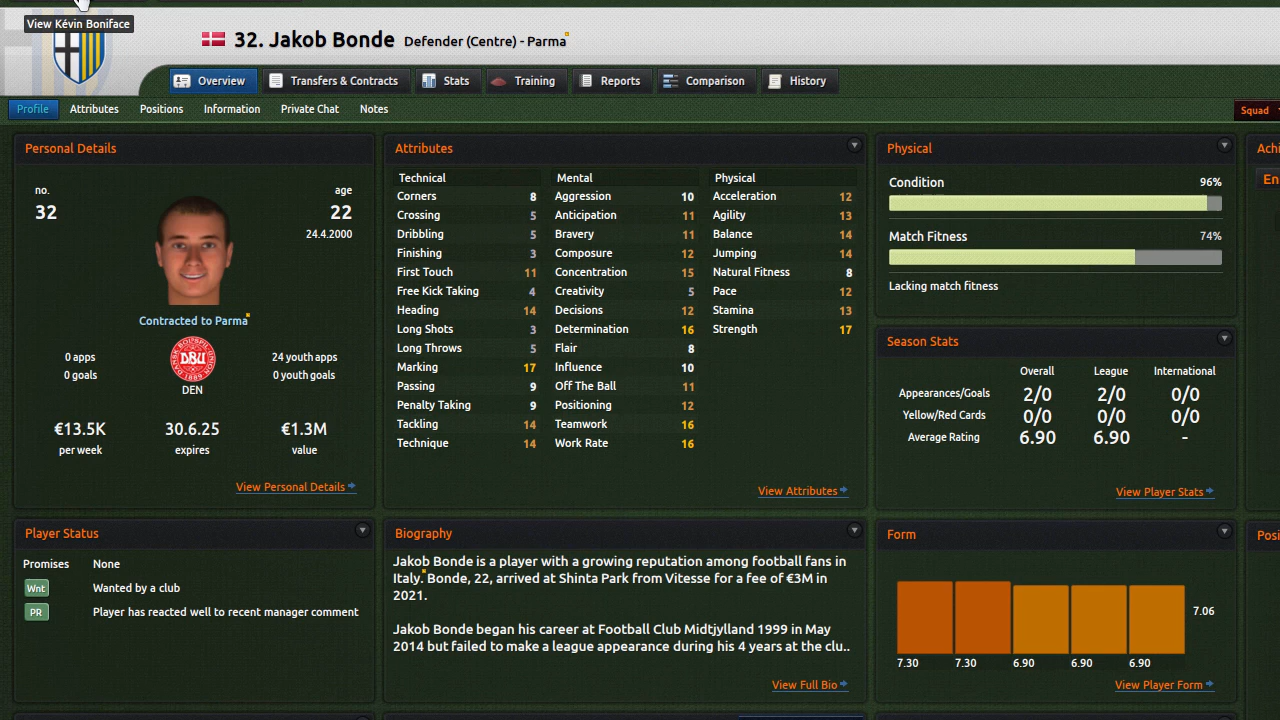 View Kévin Boniface
32. Jakob Bonde Defender (Centre) - Parma
Overview Transfers & Contracts Stats Training Reports Comparison History
Profile Attributes Positions Information Private Chat Notes Squad
Personal Details
no. age
32 22
24.4.2000
Contracted to Parma
DANSK BOLDSPIL-UNION 1889
DBU
0 apps 24 youth apps
0 goals 0 youth goals
DEN
€13.5K 30.6.25 €1.3M
per week expires value
View Personal Details
Attributes
Technical Mental Physical
Corners 8 Aggression 10 Acceleration 12
Crossing 5 Anticipation 11 Agility 13
Dribbling 5 Bravery 11 Balance 14
Finishing 3 Composure 12 Jumping 14
First Touch 11 Concentration 15 Natural Fitness 8
Free Kick Taking 4 Creativity 5 Pace 12
Heading 14 Decisions 12 Stamina 13
Long Shots 3 Determination 16 Strength 17
Long Throws 5 Flair 8
Marking 17 Influence 10
Passing 9 Off The Ball 11
Penalty Taking 9 Positioning 12
Tackling 14 Teamwork 16
Technique 14 Work Rate 16
View Attributes
Physical
Condition 96%
Match Fitness 74%
Lacking match fitness
Season Stats
Overall League International
Appearances/Goals 2/0 2/0 0/0
Yellow/Red Cards 0/0 0/0 0/0
Average Rating 6.90 6.90 -
View Player Stats
Achi
En
Player Status
Promises None
Wnt Wanted by a club
PR Player has reacted well to recent manager comment
Biography
Jakob Bonde is a player with a growing reputation among football fans in
Italy. Bonde, 22, arrived at Shinta Park from Vitesse for a fee of €3M in
2021.
Jakob Bonde began his career at Football Club Midtjylland 1999 in May
2014 but failed to make a league appearance during his 4 years at the clu..
View Full Bio
Form
7.06
7.30 7.30 6.90 6.90 6.90
View Player Form
Posi